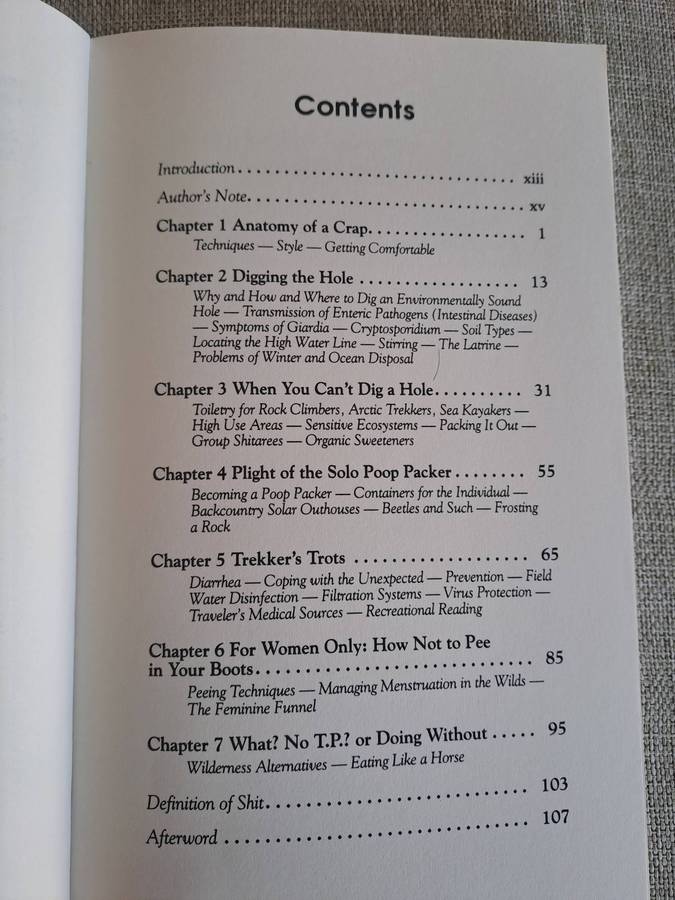 Contents
Introduction . . . . . . . . . . . . . . . . . . . . . . . . . . . . . . xiii
Author's Note. . . . . . . . . . . . . . . . . . . . . . . . . . . . . . xv
Chapter 1 Anatomy of a Crap. . . . . . . . . . . . . . . . . . 1
Techniques — Style — Getting Comfortable
Chapter 2 Digging the Hole . . . . . . . . . . . . . . . . . . 13
Why and How and Where to Dig an Environmentally Sound
Hole — Transmission of Enteric Pathogens (Intestinal Diseases)
— Symptoms of Giardia — Cryptosporidium — Soil Types —
Locating the High Water Line — Stirring — The Latrine —
Problems of Winter and Ocean Disposal
Chapter 3 When You Can't Dig a Hole. . . . . . . . . . 31
Toiletry for Rock Climbers, Arctic Trekkers, Sea Kayakers —
High Use Areas — Sensitive Ecosystems — Packing It Out —
Group Shitarees — Organic Sweeteners
Chapter 4 Plight of the Solo Poop Packer . . . . . . . . 55
Becoming a Poop Packer — Containers for the Individual —
Backcountry Solar Outhouses — Beetles and Such — Frosting
a Rock
Chapter 5 Trekker's Trots . . . . . . . . . . . . . . . . . . . 65
Diarrhea — Coping with the Unexpected — Prevention — Field
Water Disinfection — Filtration Systems — Virus Protection —
Traveler's Medical Sources — Recreational Reading
Chapter 6 For Women Only: How Not to Pee
in Your Boots. . . . . . . . . . . . . . . . . . . . . . . . . . . . . . 85
Peeing Techniques — Managing Menstruation in the Wilds —
The Feminine Funnel
Chapter 7 What? No T.P.? or Doing Without . . . . . 95
Wilderness Alternatives — Eating Like a Horse
Definition of Shit. . . . . . . . . . . . . . . . . . . . . . . . . . . . 103
Afterword . . . . . . . . . . . . . . . . . . . . . . . . . . . . . . . . . 107